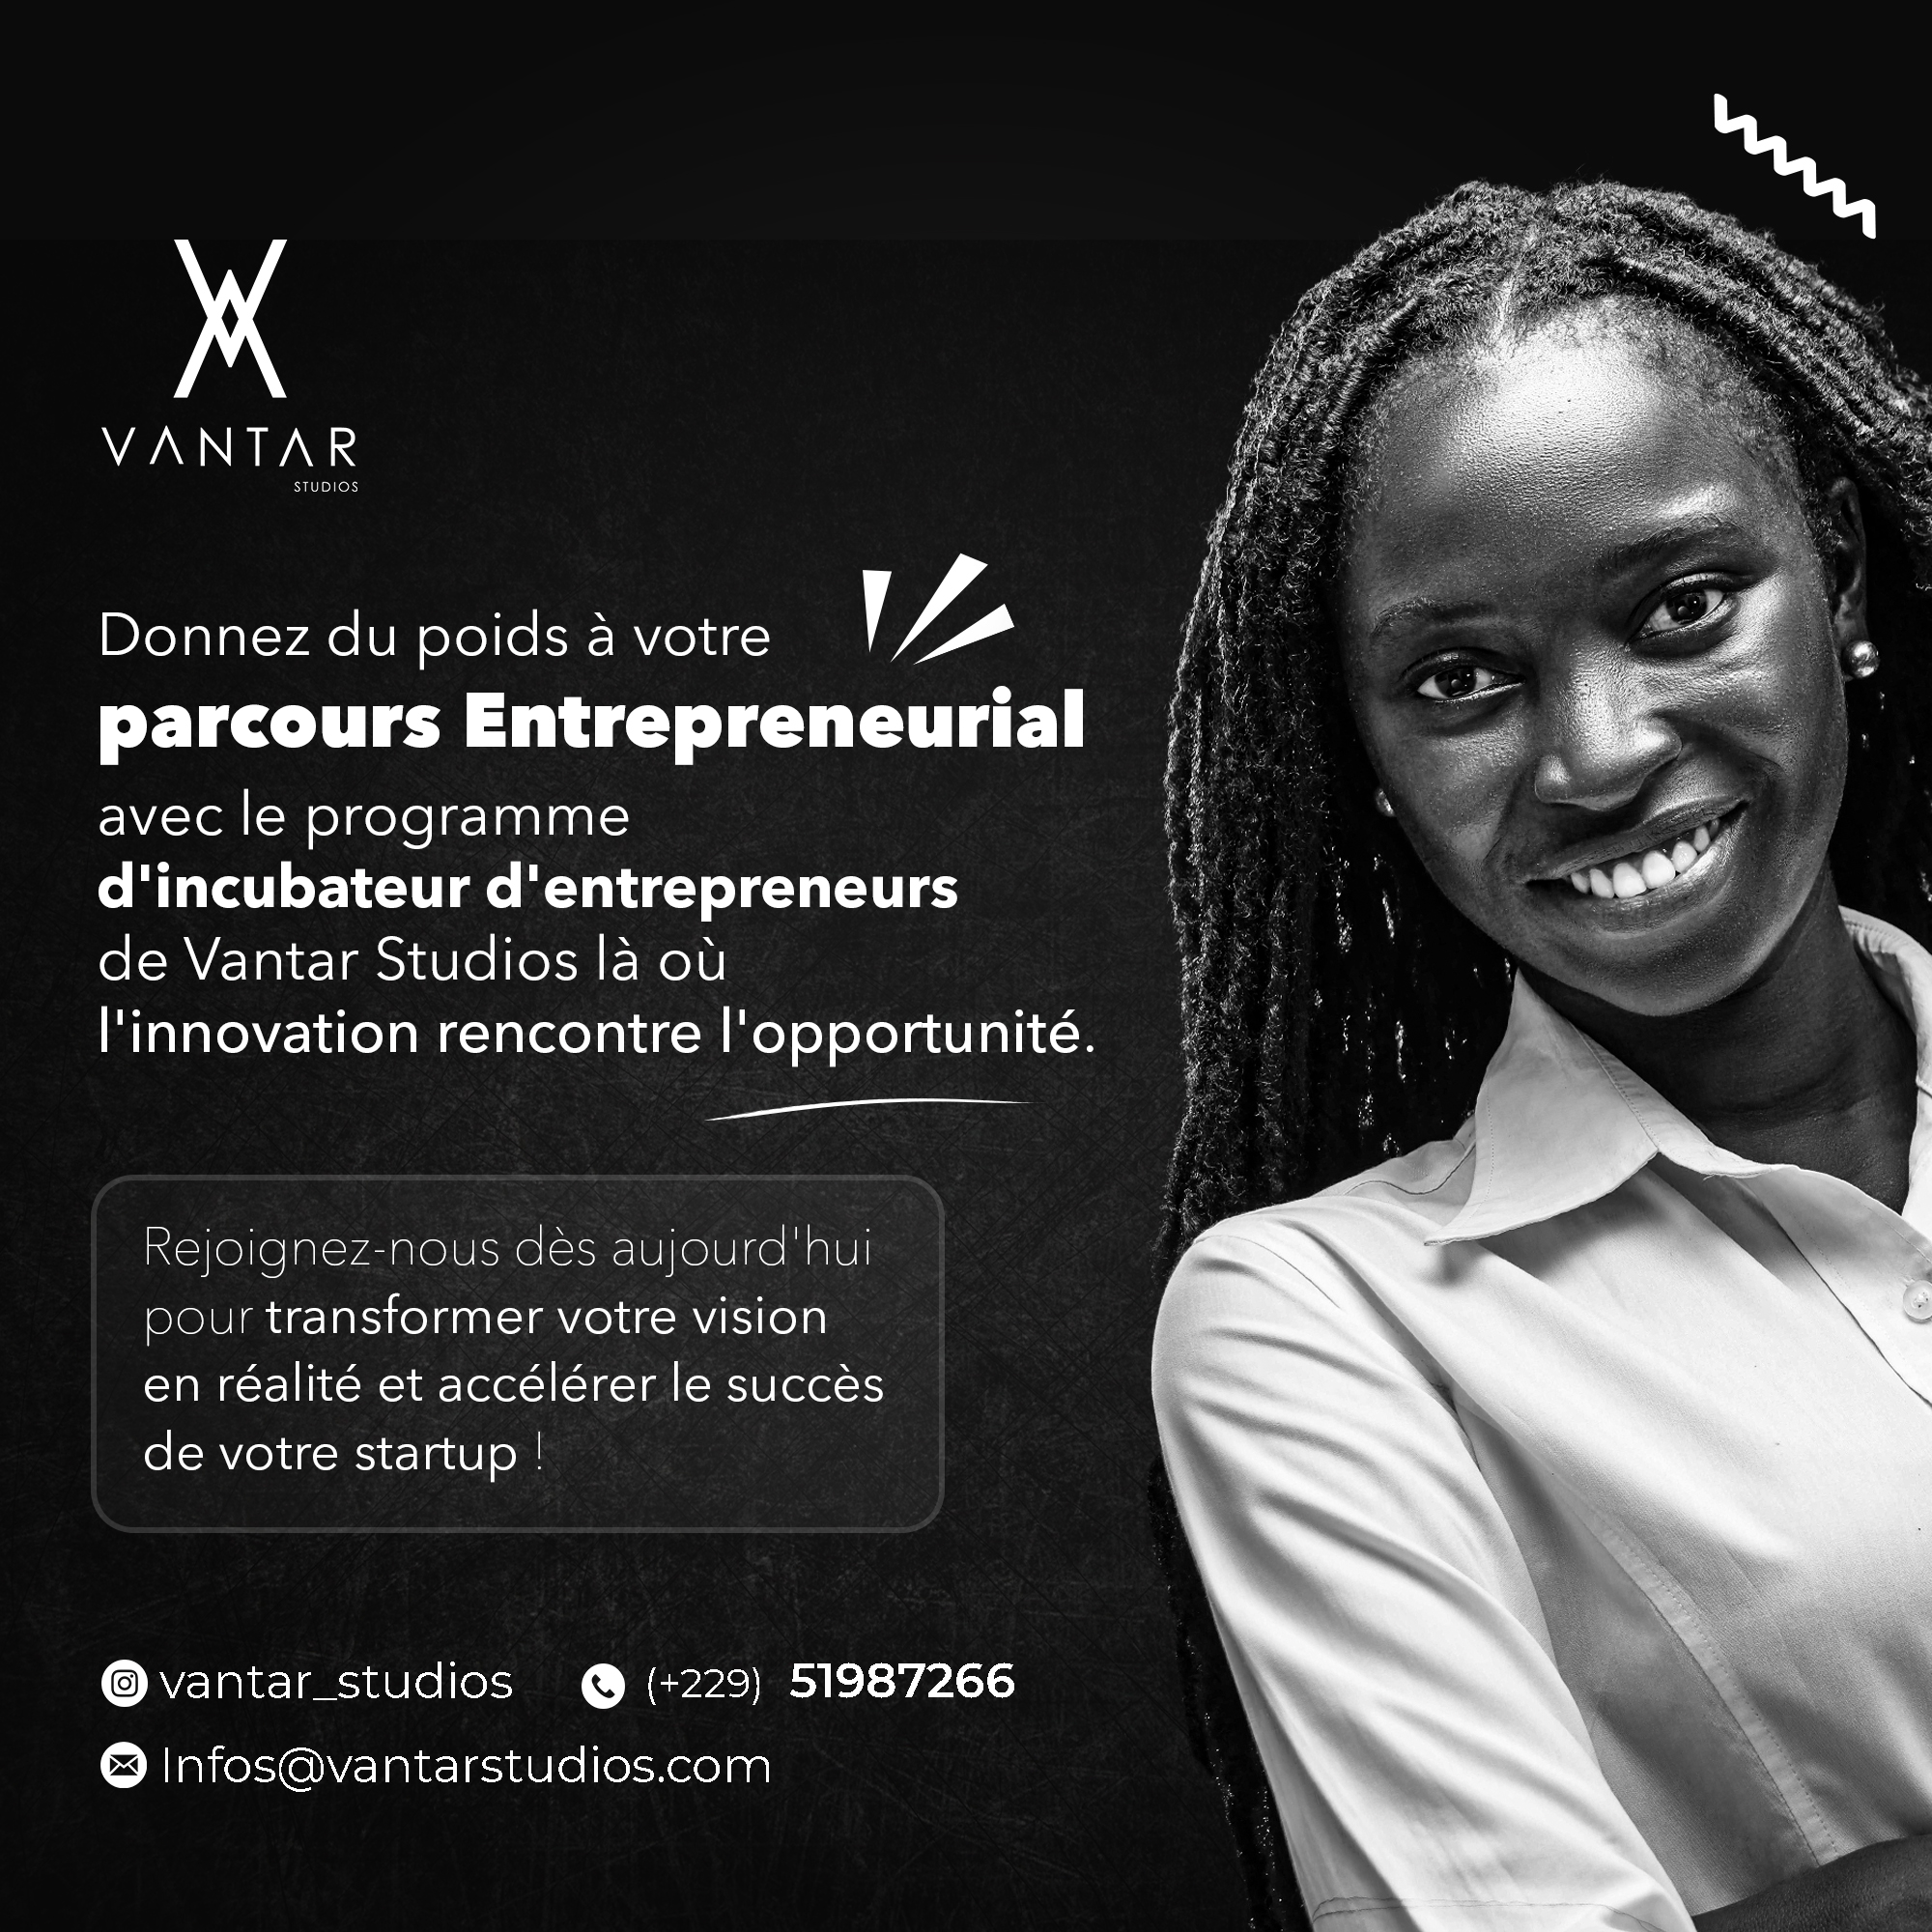 VANTAR
STUDIOS
Donnez du poids à votre
parcours Entrepreneurial
avec le programme
d'incubateur d'entrepreneurs
de Vantar Studios là où
l'innovation rencontre l'opportunité.
Rejoignez-nous dès aujourd'hui
pour transformer votre vision
en réalité et accélérer le succès
de votre startup !
vantar_studios (+229) 51987266
Infos@vantarstudios.com